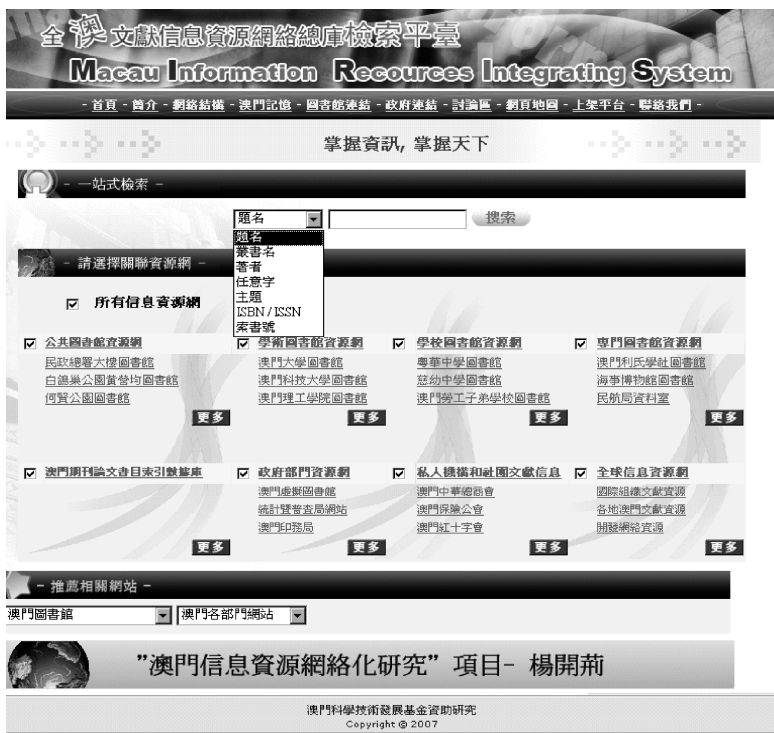 全澳文獻信息資源網絡總庫檢索平臺
Macau Information Recources Integrating System
- 首頁 - 簡介 - 網絡結構 - 澳門記憶 - 圖書館連結 - 政府連結 - 討論區 - 網頁地圖 - 上架平台 - 聯絡我們 -
掌握資訊, 掌握天下
- 一站式檢索 -
題名 搜索
題名
叢書名
著者
任意字
主題
ISBN/ISSN
索書號
- 請選擇關聯資源網 -
所有信息資源網
公共圖書館資源網 學術圖書館資源網 學校圖書館資源網 專門圖書館資源網
民政總署大樓圖書館 澳門大學圖書館 粵華中學圖書館 澳門利氏學社圖書館
白鴿巢公園黃營均圖書館 澳門科技大學圖書館 慈幼中學圖書館 海事博物館圖書館
何賢公園圖書館 澳門理工學院圖書館 澳門勞工子弟學校圖書館 民航局資料室
更多 更多 更多 更多
澳門期刊論文書目索引數據庫 政府部門資源網 私人機構和社團文獻信息 全球信息資源網
澳門虛擬圖書館 澳門中華總商會 國際組織文獻資源
統計暨普查局網站 澳門保險公會 各地澳門文獻資源
澳門印務局 澳門紅十字會 開發網絡資源
更多 更多 更多 更多
- 推薦相關網站 -
澳門圖書館 澳門各部門網站
"澳門信息資源網絡化研究" 項目- 楊開荊
澳門科學技術發展基金資助研究
Copyright @ 2007